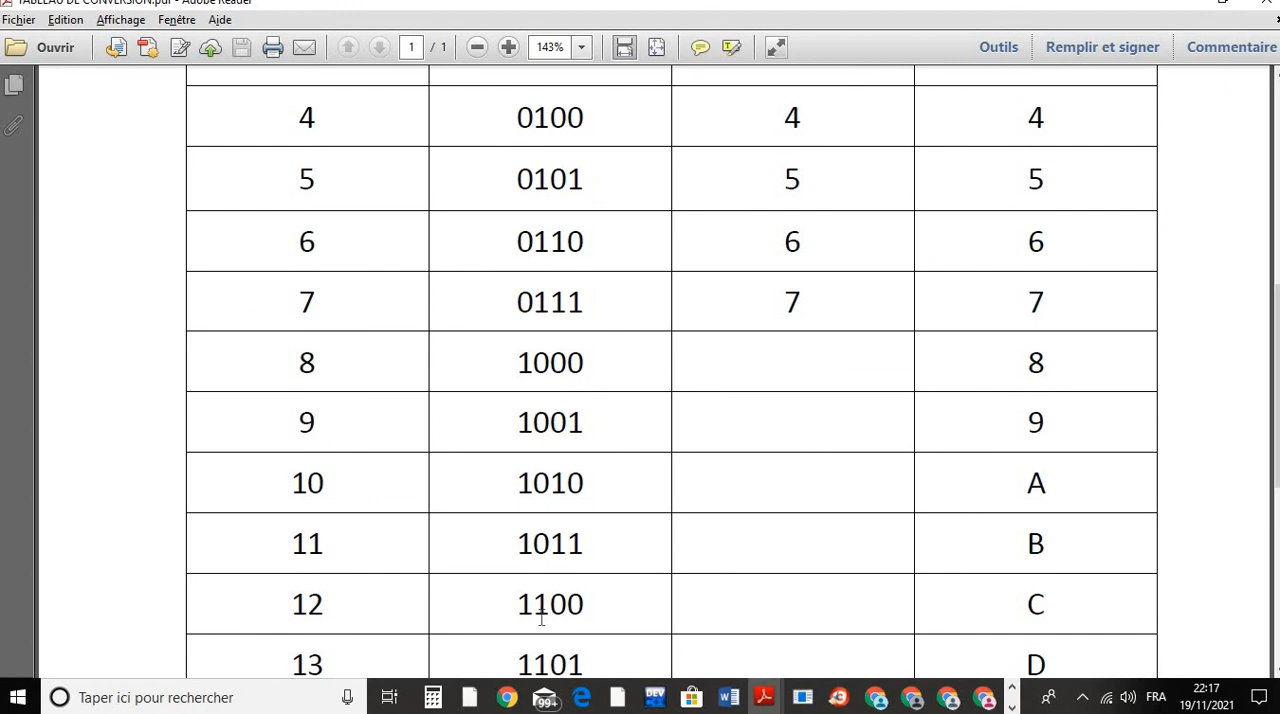 TABLEAU DE CONVERSION.pdf - Adobe Reader
Fichier Edition Affichage Fenêtre Aide
Ouvrir 1 / 1 143% Outils Remplir et signer Commentaire
4 0100 4 4
5 0101 5 5
6 0110 6 6
7 0111 7 7
8 1000 8
9 1001 9
10 1010 A
11 1011 B
12 1100 C
13 1101 D
Taper ici pour rechercher 99+ DEV FRA 22:17
19/11/2021